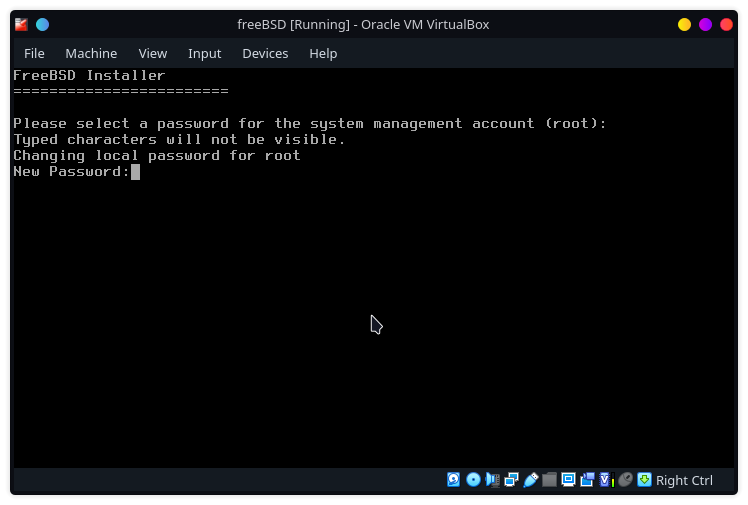 freeBSD [Running] - Oracle VM VirtualBox
File Machine View Input Devices Help
FreeBSD Installer
========================
Please select a password for the system management account (root):
Typed characters will not be visible.
Changing local password for root
New Password:
Right Ctrl